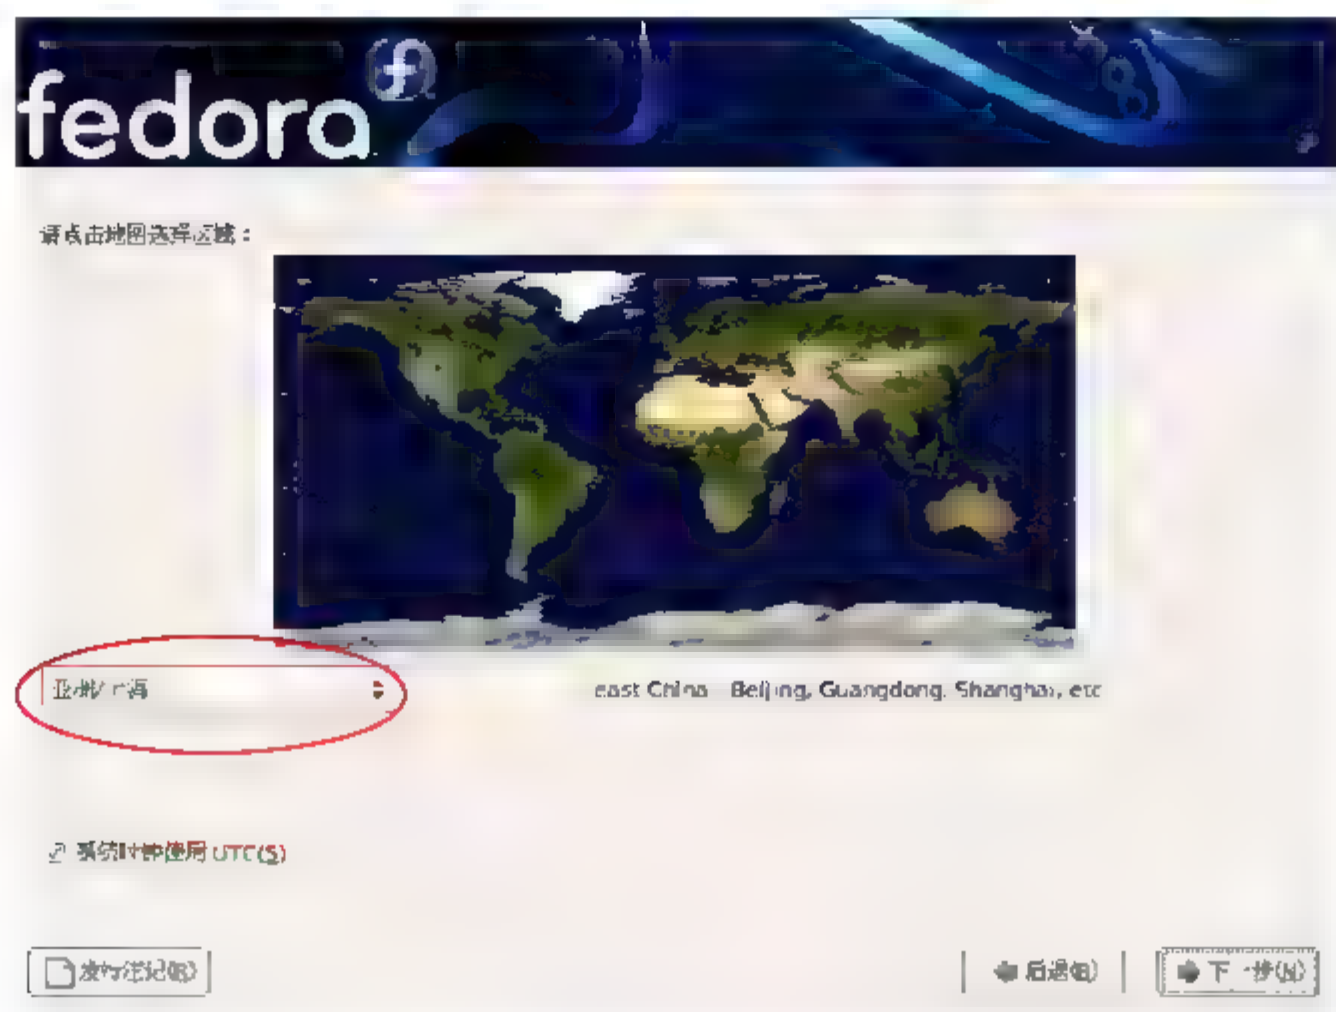 fedora
请点击地图选择区域：
亚洲/上海
east China Beijing, Guangdong, Shanghai, etc
系统时钟使用 UTC(S)
发行注记(R)
后退(B)
下一步(N)